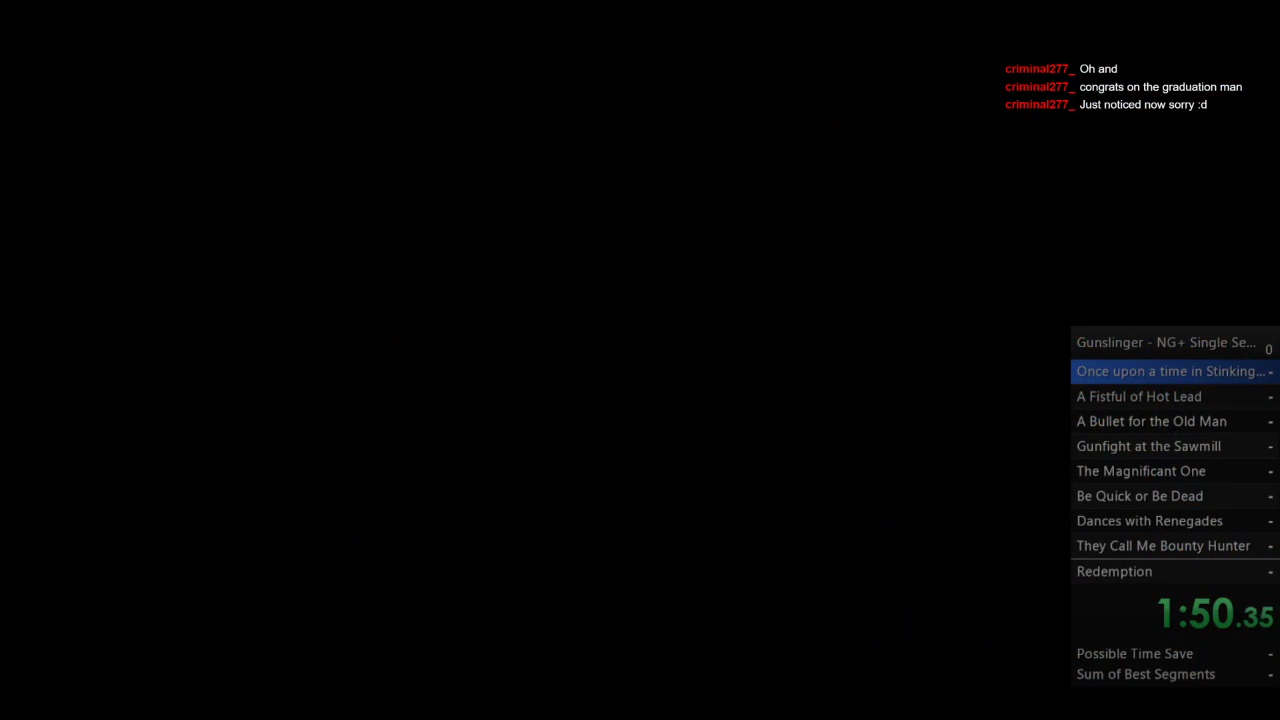 criminal277_ Oh and
criminal277_ congrats on the graduation man
criminal277_ Just noticed now sorry :d
Gunslinger - NG+ Single Se... 0
Once upon a time in Stinking... -
A Fistful of Hot Lead -
A Bullet for the Old Man -
Gunfight at the Sawmill -
The Magnificant One -
Be Quick or Be Dead -
Dances with Renegades -
They Call Me Bounty Hunter -
Redemption -
1:50.35
Possible Time Save -
Sum of Best Segments -